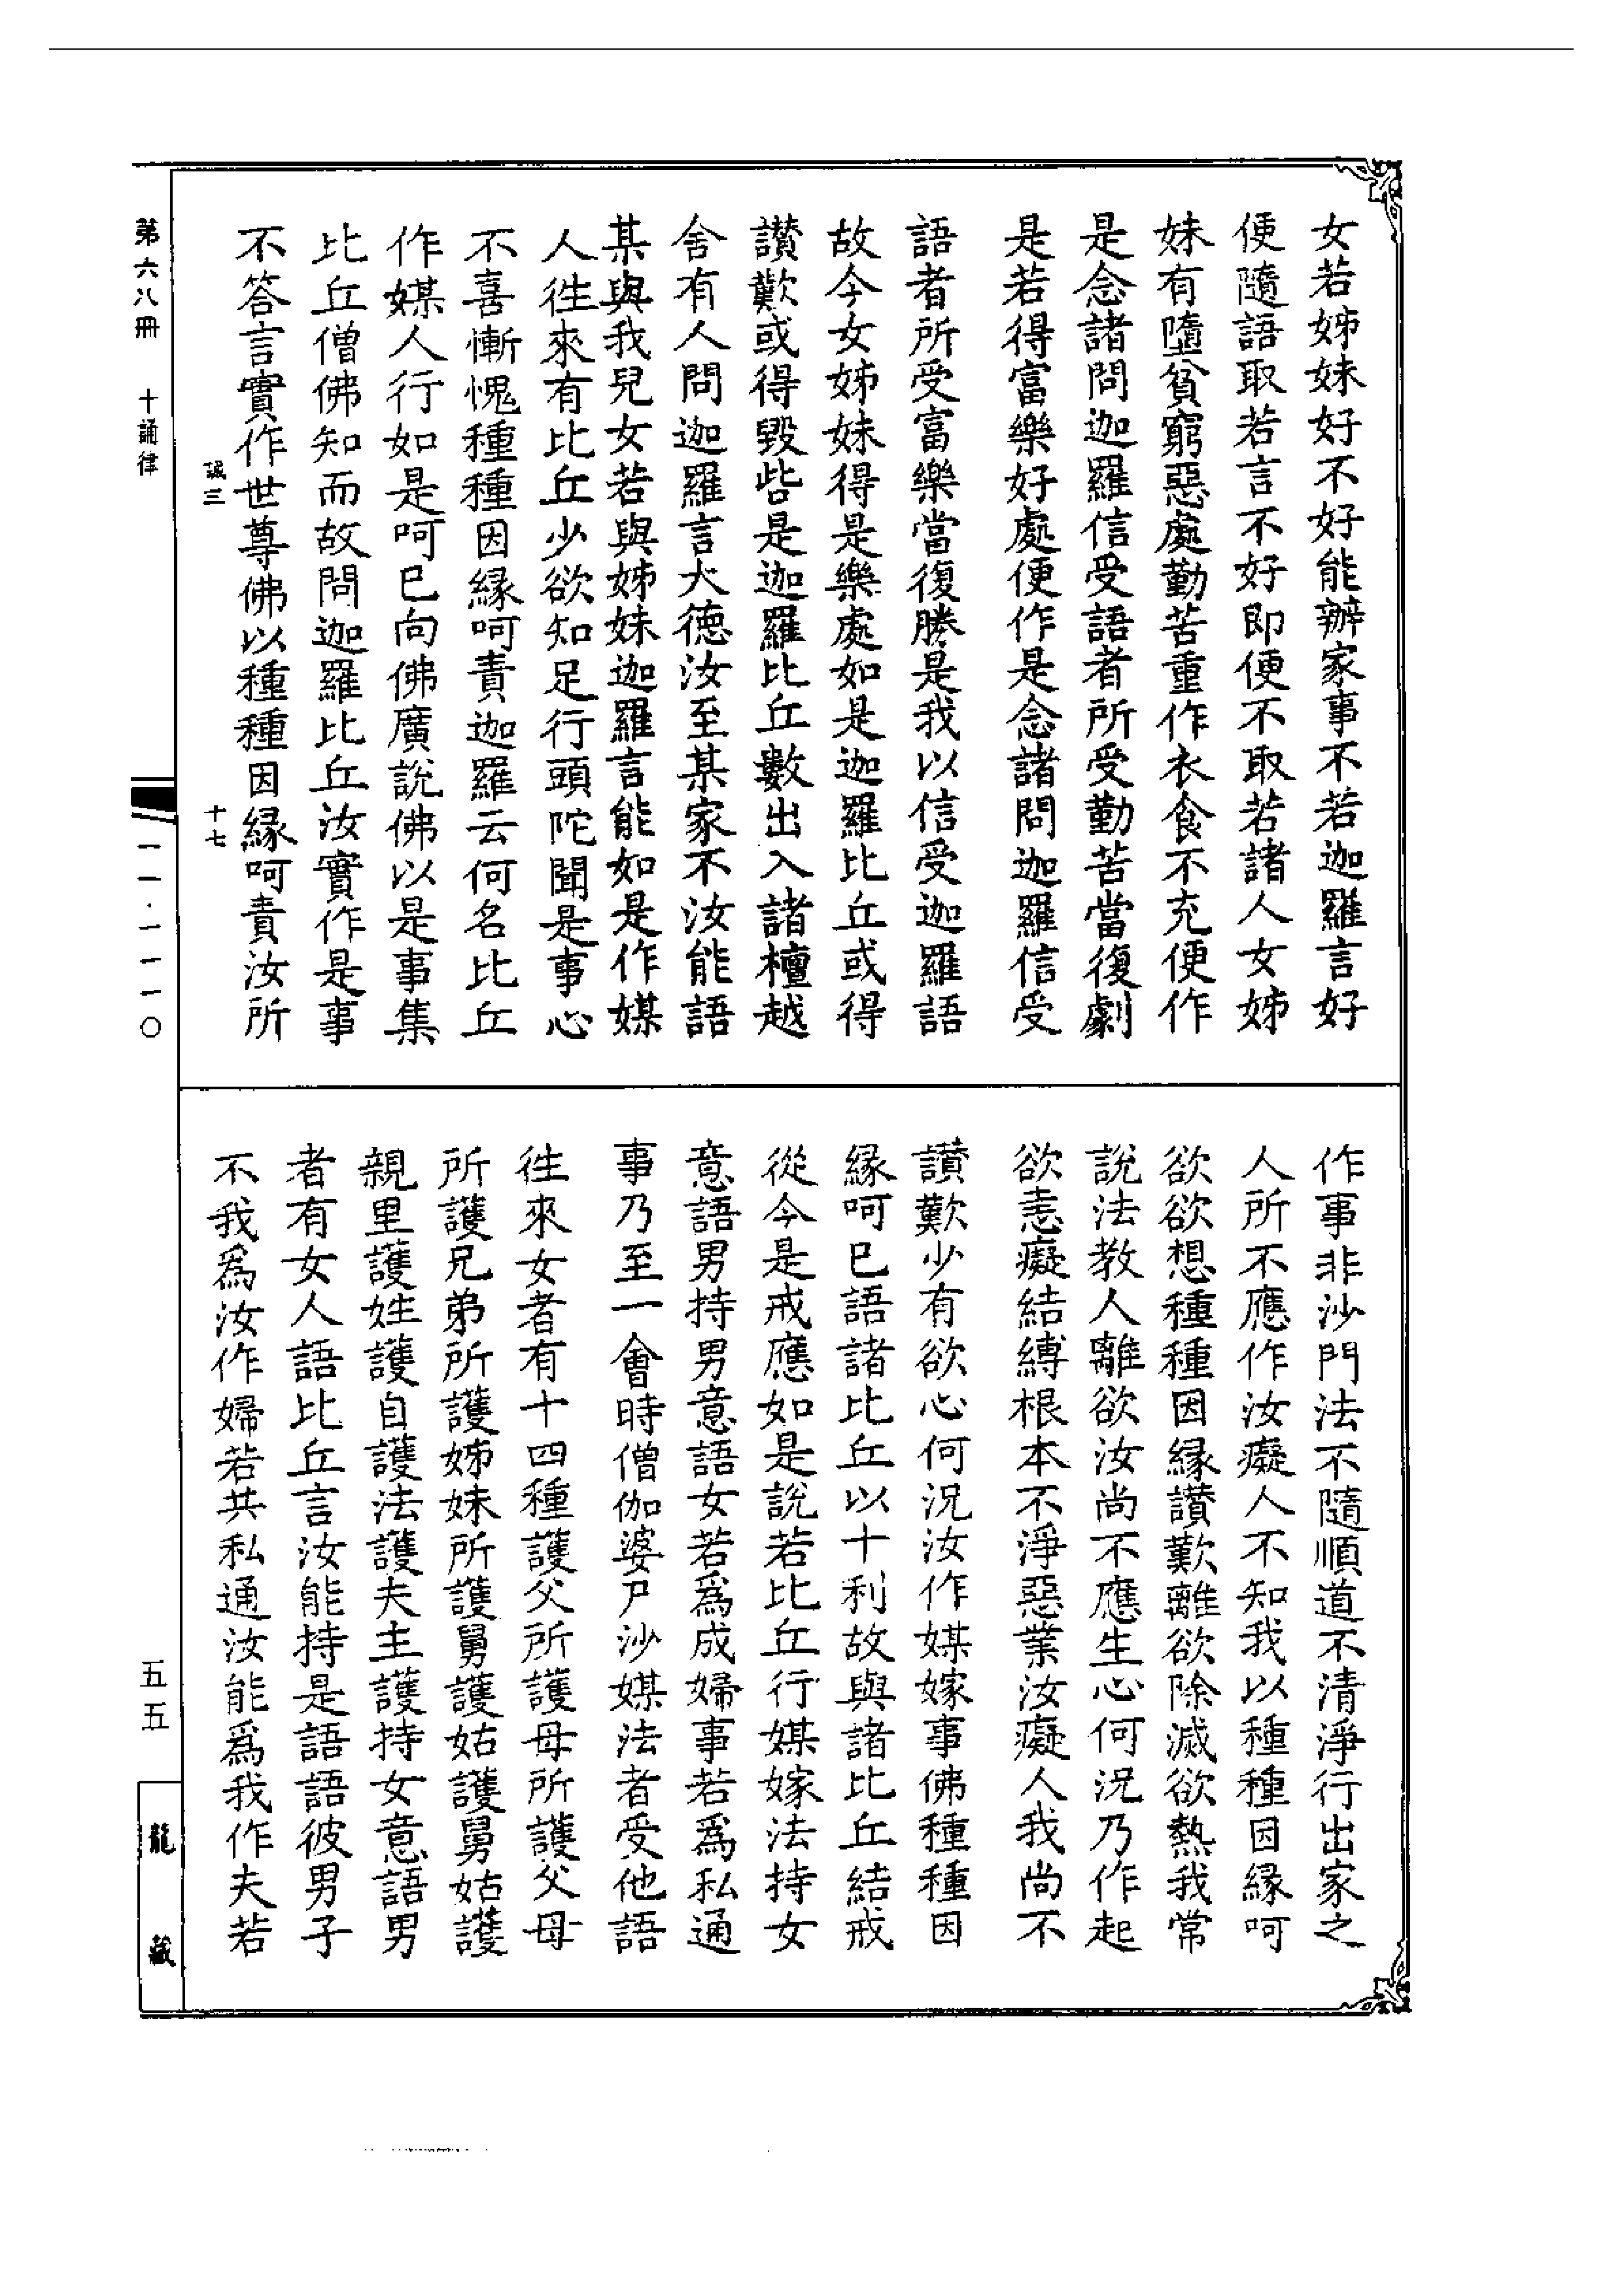 女若姊妹好不好能辦家事不若迦羅言好
便隨語取若言不好即便不取若諸人女姊
妹有墮貧窮惡處勤苦重作衣食不充便作
是念諸問迦羅信受語者所受勤苦當復劇
是若得富樂好處便作是念諸問迦羅信受
語者所受富樂當復勝是我以信受迦羅語
故今女姊妹得是樂處如是迦羅比丘或得
讃歎或得毀呰是迦羅比丘數出入諸檀越
舍有人問迦羅言大德汝至某家不汝能語
某與我兒女若與姊妹迦羅言能如是作媒
人徃來有比丘少欲知足行頭陀聞是事心
不喜慚愧種種因縁呵責迦羅云何名比丘
作媒人行如是呵已向佛廣說佛以是事集
比丘僧佛知而故問迦羅比丘汝實作是事
不答言實作世尊佛以種種因縁呵責汝所
三 十七
作事非沙門法不隨順道不清淨行出家之
人所不應作汝癡人不知我以種種因縁呵
欲欲想種種因縁讃歎離欲除滅欲熱我常
說法教人離欲汝尚不應生心何況乃作起
欲恚癡結縛根本不淨惡業汝癡人我尚不
讃歎少有欲心何況汝作媒嫁事佛種種因
縁呵已語諸比丘以十利故與諸比丘結戒
從今是戒應如是說若比丘行媒嫁法持女
意語男持男意語女若爲成婦事若爲私通
事乃至一會時僧伽婆尸沙媒法者受他語
徃來女者有十四種護父所護母所護父母
所護兄弟所護姊妹所護舅護姑護舅姑護
親里護姓護自護法護夫主護持女意語男
者有女人語比丘言汝能持是語語彼男子
不我爲汝作婦若共私通汝能爲我作夫若
第六八冊 十誦律
一一·一一一〇
五五
龍藏